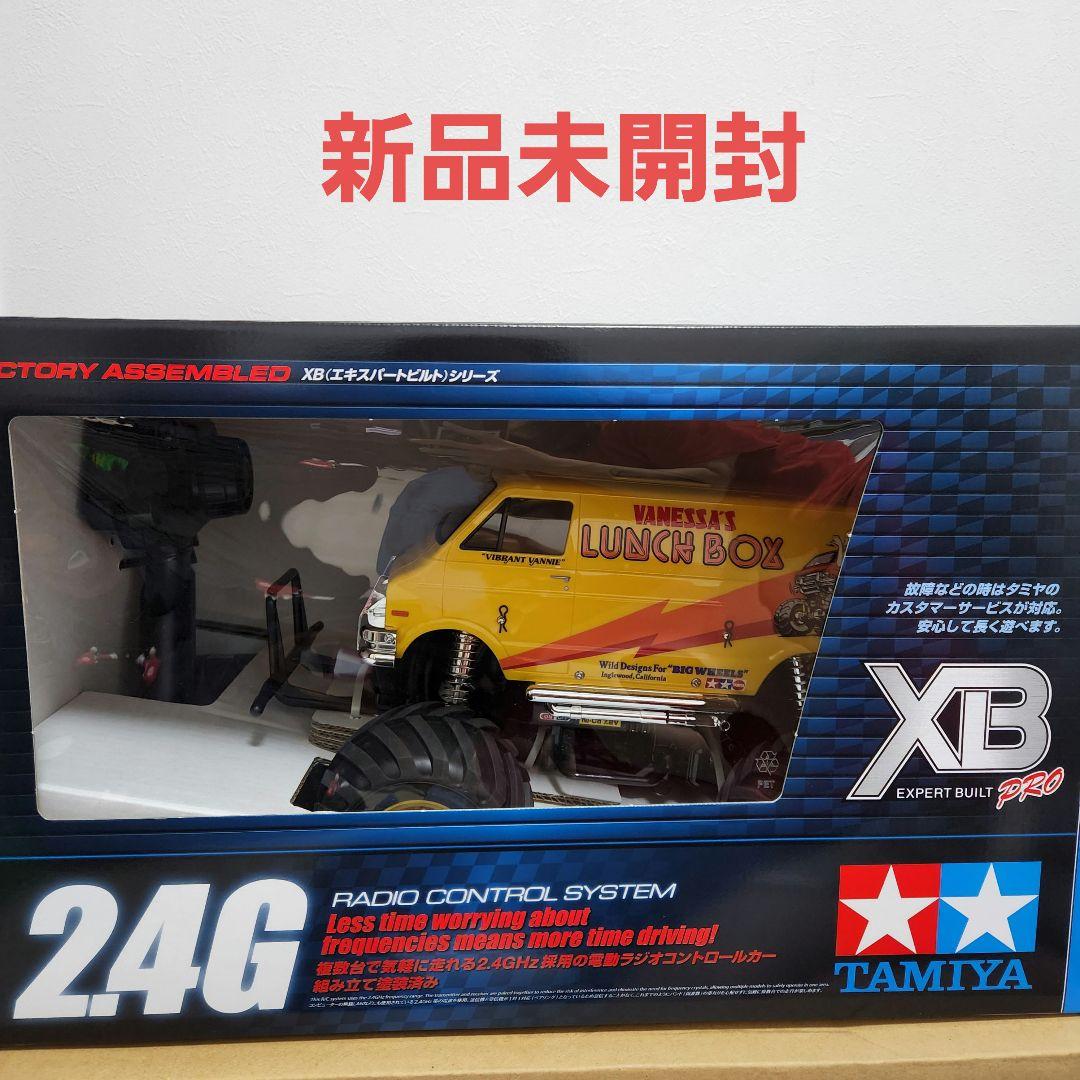 新品未開封
CTORY ASSEMBLED XB(エキスパートビルト)シリーズ
VANESSA'S
LUNCH BOX
"VIBRANT VANNIE"
Wild Designs For "BIG WHEELS"
Inglewood, California
故障などの時はタミヤの
カスタマーサービスが対応。
安心して長く遊べます。
XB
EXPERT BUILT PRO
PET
2.4G
RADIO CONTROL SYSTEM
Less time worrying about
frequencies means more time driving!
複数台で気軽に走れる2.4GHz採用の電動ラジオコントロールカー
組み立て塗装済み
TAMIYA